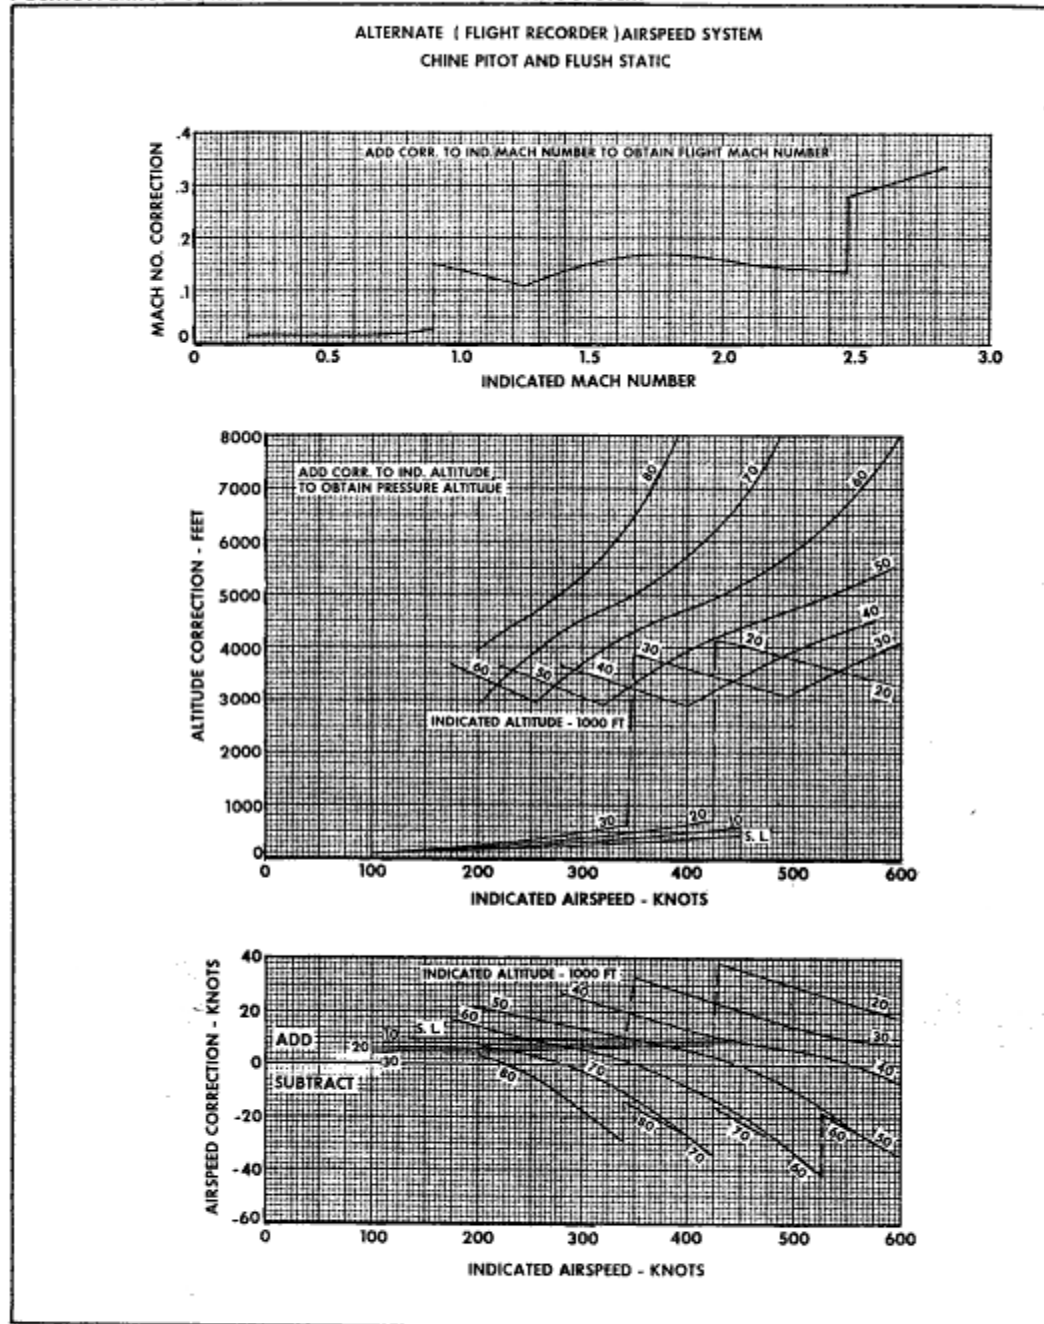 ALTERNATE ( FLIGHT RECORDER ) AIRSPEED SYSTEM
CHINE PITOT AND FLUSH STATIC
MACH NO. CORRECTION
.4
.3
.2
.1
0
ADD CORR. TO IND. MACH NUMBER TO OBTAIN FLIGHT MACH NUMBER
0 0.5 1.0 1.5 2.0 2.5 3.0
INDICATED MACH NUMBER
ALTITUDE CORRECTION - FEET
8000
7000
6000
5000
4000
3000
2000
1000
0
ADD CORR. TO IND. ALTITUDE
TO OBTAIN PRESSURE ALTITUDE
80 70 60
50
40
30 20 30
60 50 40
20
INDICATED ALTITUDE - 1000 FT
30 20 10
S. L.
0 100 200 300 400 500 600
INDICATED AIRSPEED - KNOTS
AIRSPEED CORRECTION - KNOTS
40
20
0
-20
-40
-60
INDICATED ALTITUDE - 1000 FT
40
50 20
60
10 S. L.
ADD 20 30
30 40
SUBTRACT
80 70
80 70 60 50
70 60
0 100 200 300 400 500 600
INDICATED AIRSPEED - KNOTS